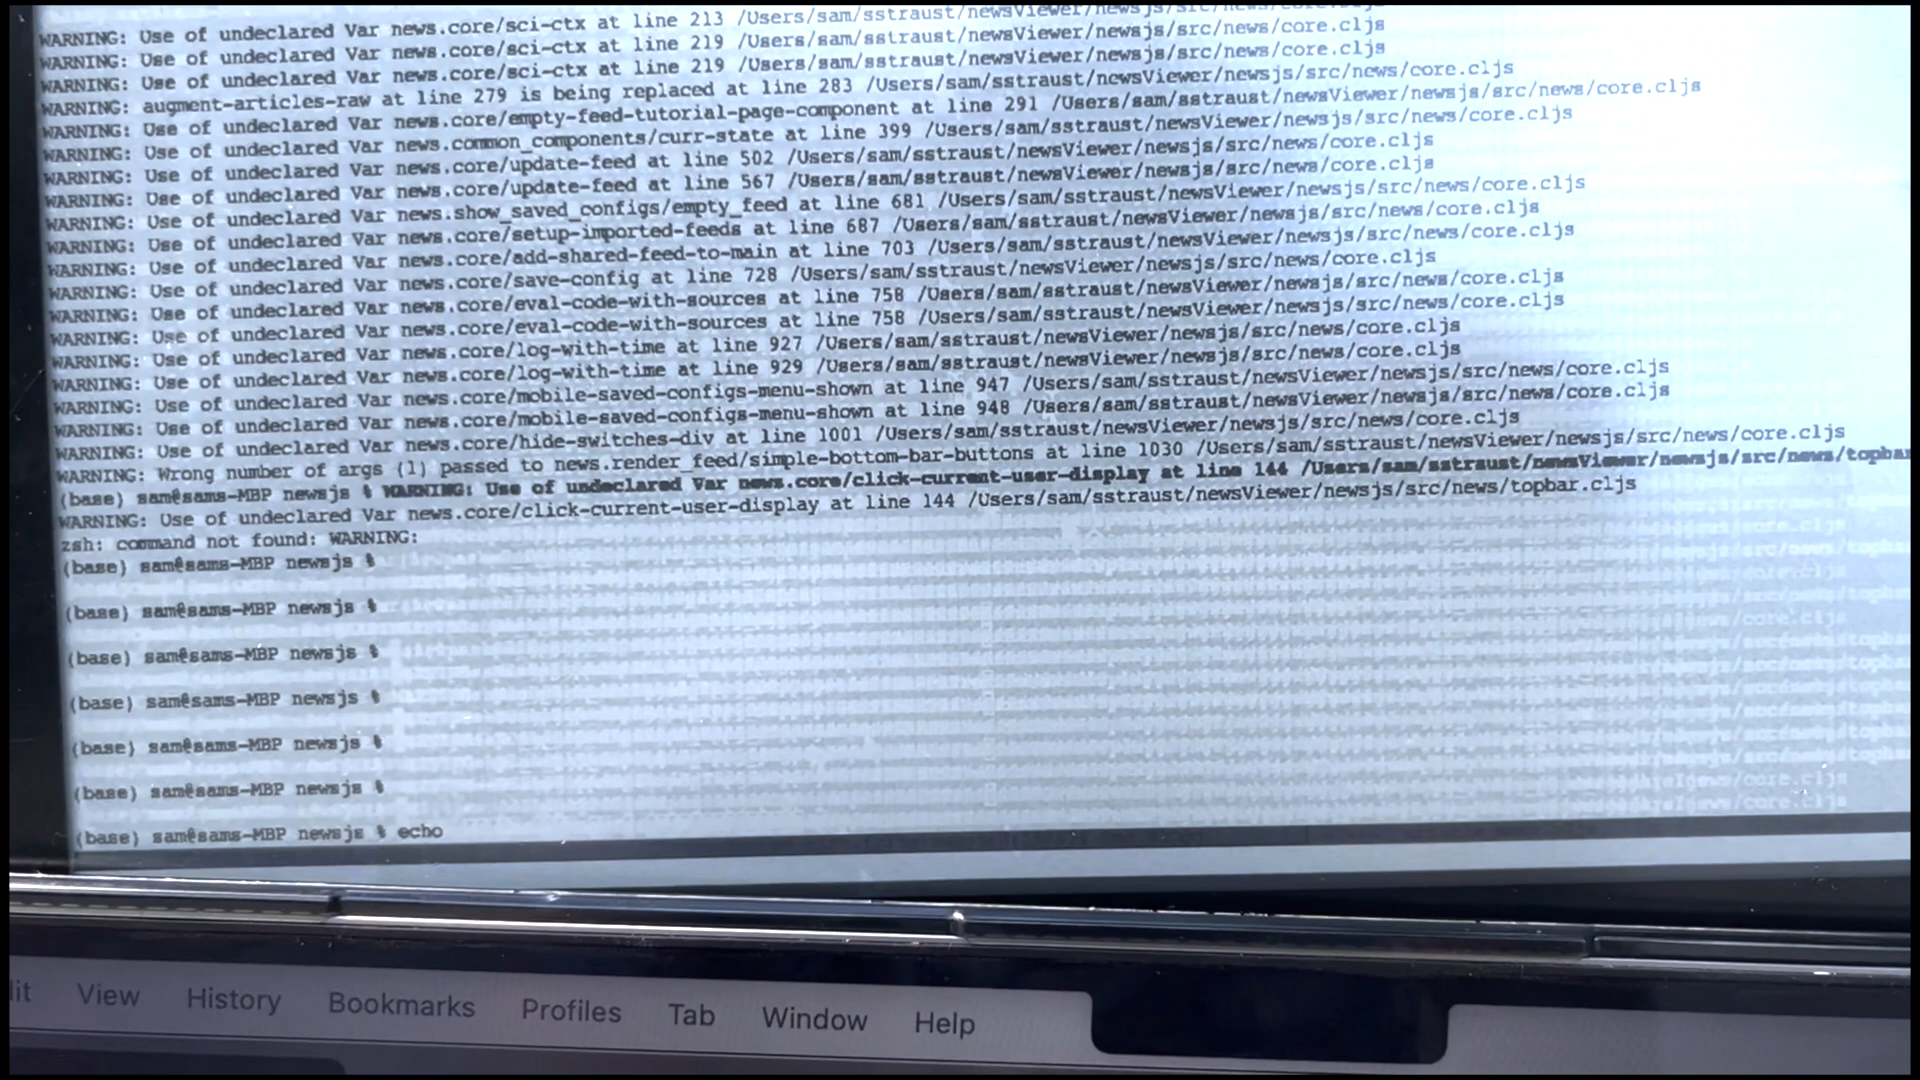 WARNING: Use of undeclared Var news.core/sci-ctx at line 213 /Users/sam/sstraust/newsViewer/newsjs/src/news/core.cljs
WARNING: Use of undeclared Var news.core/sci-ctx at line 219 /Users/sam/sstraust/newsViewer/newsjs/src/news/core.cljs
WARNING: Use of undeclared Var news.core/sci-ctx at line 219 /Users/sam/sstraust/newsViewer/newsjs/src/news/core.cljs
WARNING: augment-articles-raw at line 279 is being replaced at line 283 /Users/sam/sstraust/newsViewer/newsjs/src/news/core.cljs
WARNING: Use of undeclared Var news.core/empty-feed-tutorial-page-component at line 291 /Users/sam/sstraust/newsViewer/newsjs/src/news/core.cljs
WARNING: Use of undeclared Var news.common_components/curr-state at line 399 /Users/sam/sstraust/newsViewer/newsjs/src/news/core.cljs
WARNING: Use of undeclared Var news.core/update-feed at line 502 /Users/sam/sstraust/newsViewer/newsjs/src/news/core.cljs
WARNING: Use of undeclared Var news.core/update-feed at line 567 /Users/sam/sstraust/newsViewer/newsjs/src/news/core.cljs
WARNING: Use of undeclared Var news.show_saved_configs/empty_feed at line 681 /Users/sam/sstraust/newsViewer/newsjs/src/news/core.cljs
WARNING: Use of undeclared Var news.core/setup-imported-feeds at line 687 /Users/sam/sstraust/newsViewer/newsjs/src/news/core.cljs
WARNING: Use of undeclared Var news.core/add-shared-feed-to-main at line 703 /Users/sam/sstraust/newsViewer/newsjs/src/news/core.cljs
WARNING: Use of undeclared Var news.core/save-config at line 728 /Users/sam/sstraust/newsViewer/newsjs/src/news/core.cljs
WARNING: Use of undeclared Var news.core/eval-code-with-sources at line 758 /Users/sam/sstraust/newsViewer/newsjs/src/news/core.cljs
WARNING: Use of undeclared Var news.core/eval-code-with-sources at line 758 /Users/sam/sstraust/newsViewer/newsjs/src/news/core.cljs
WARNING: Use of undeclared Var news.core/log-with-time at line 927 /Users/sam/sstraust/newsViewer/newsjs/src/news/core.cljs
WARNING: Use of undeclared Var news.core/log-with-time at line 929 /Users/sam/sstraust/newsViewer/newsjs/src/news/core.cljs
WARNING: Use of undeclared Var news.core/mobile-saved-configs-menu-shown at line 947 /Users/sam/sstraust/newsViewer/newsjs/src/news/core.cljs
WARNING: Use of undeclared Var news.core/mobile-saved-configs-menu-shown at line 948 /Users/sam/sstraust/newsViewer/newsjs/src/news/core.cljs
WARNING: Use of undeclared Var news.core/hide-switches-div at line 1001 /Users/sam/sstraust/newsViewer/newsjs/src/news/core.cljs
WARNING: Wrong number of args (1) passed to news.render_feed/simple-bottom-bar-buttons at line 1030 /Users/sam/sstraust/newsViewer/newsjs/src/news/core.cljs
(base) sam@sams-MBP newsjs % WARNING: Use of undeclared Var news.core/click-current-user-display at line 144 /Users/sam/sstraust/newsViewer/newsjs/src/news/topbar
WARNING: Use of undeclared Var news.core/click-current-user-display at line 144 /Users/sam/sstraust/newsViewer/newsjs/src/news/topbar.cljs
zsh: command not found: WARNING:
(base) sam@sams-MBP newsjs %
(base) sam@sams-MBP newsjs %
(base) sam@sams-MBP newsjs %
(base) sam@sams-MBP newsjs %
(base) sam@sams-MBP newsjs %
(base) sam@sams-MBP newsjs %
(base) sam@sams-MBP newsjs % echo
lit View History Bookmarks Profiles Tab Window Help